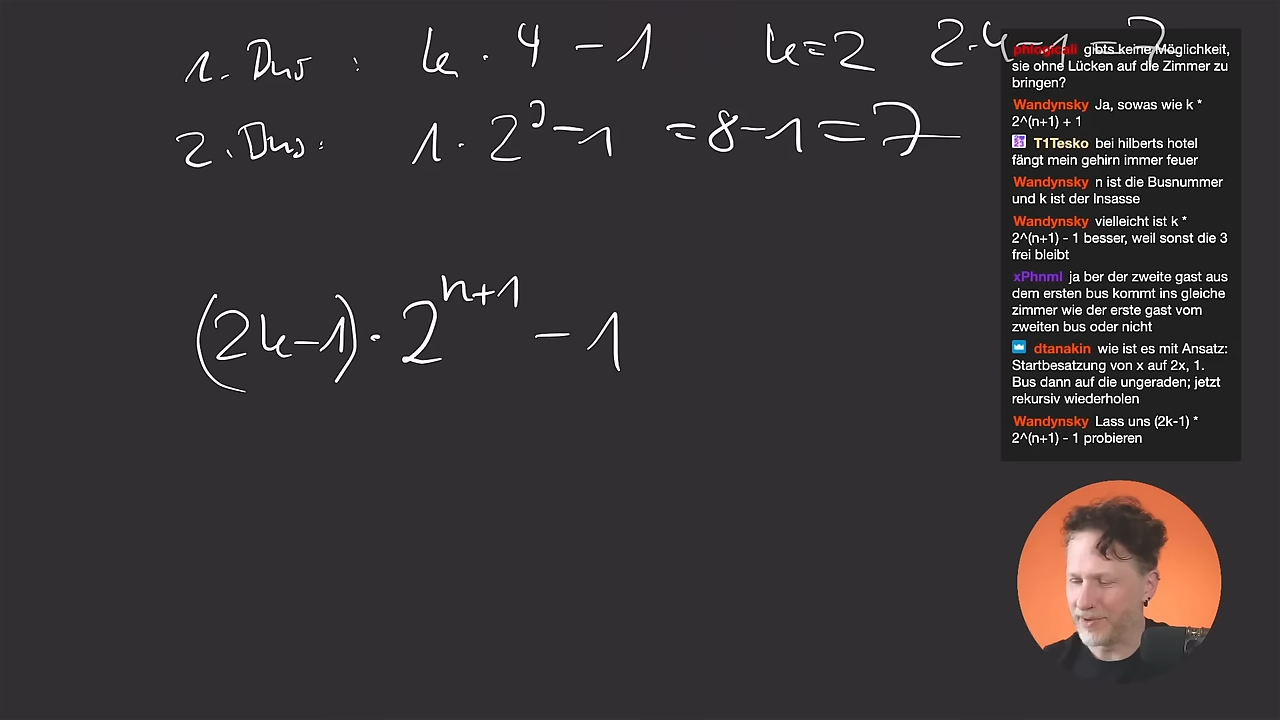 1. Bus : k · 4 − 1 k=2 2·4−1=7
2. Bus: 1 · 2³−1 =8−1=7
(2k−1) · 2^(n+1) − 1
phlogicali gibts keine Möglichkeit,
sie ohne Lücken auf die Zimmer zu
bringen?
Wandynsky Ja, sowas wie k *
2^(n+1) + 1
T1Tesko bei hilberts hotel
fängt mein gehirn immer feuer
Wandynsky n ist die Busnummer
und k ist der Insasse
Wandynsky vielleicht ist k *
2^(n+1) - 1 besser, weil sonst die 3
frei bleibt
xPhnml ja ber der zweite gast aus
dem ersten bus kommt ins gleiche
zimmer wie der erste gast vom
zweiten bus oder nicht
dtanakin wie ist es mit Ansatz:
Startbesatzung von x auf 2x, 1.
Bus dann auf die ungeraden; jetzt
rekursiv wiederholen
Wandynsky Lass uns (2k-1) *
2^(n+1) - 1 probieren